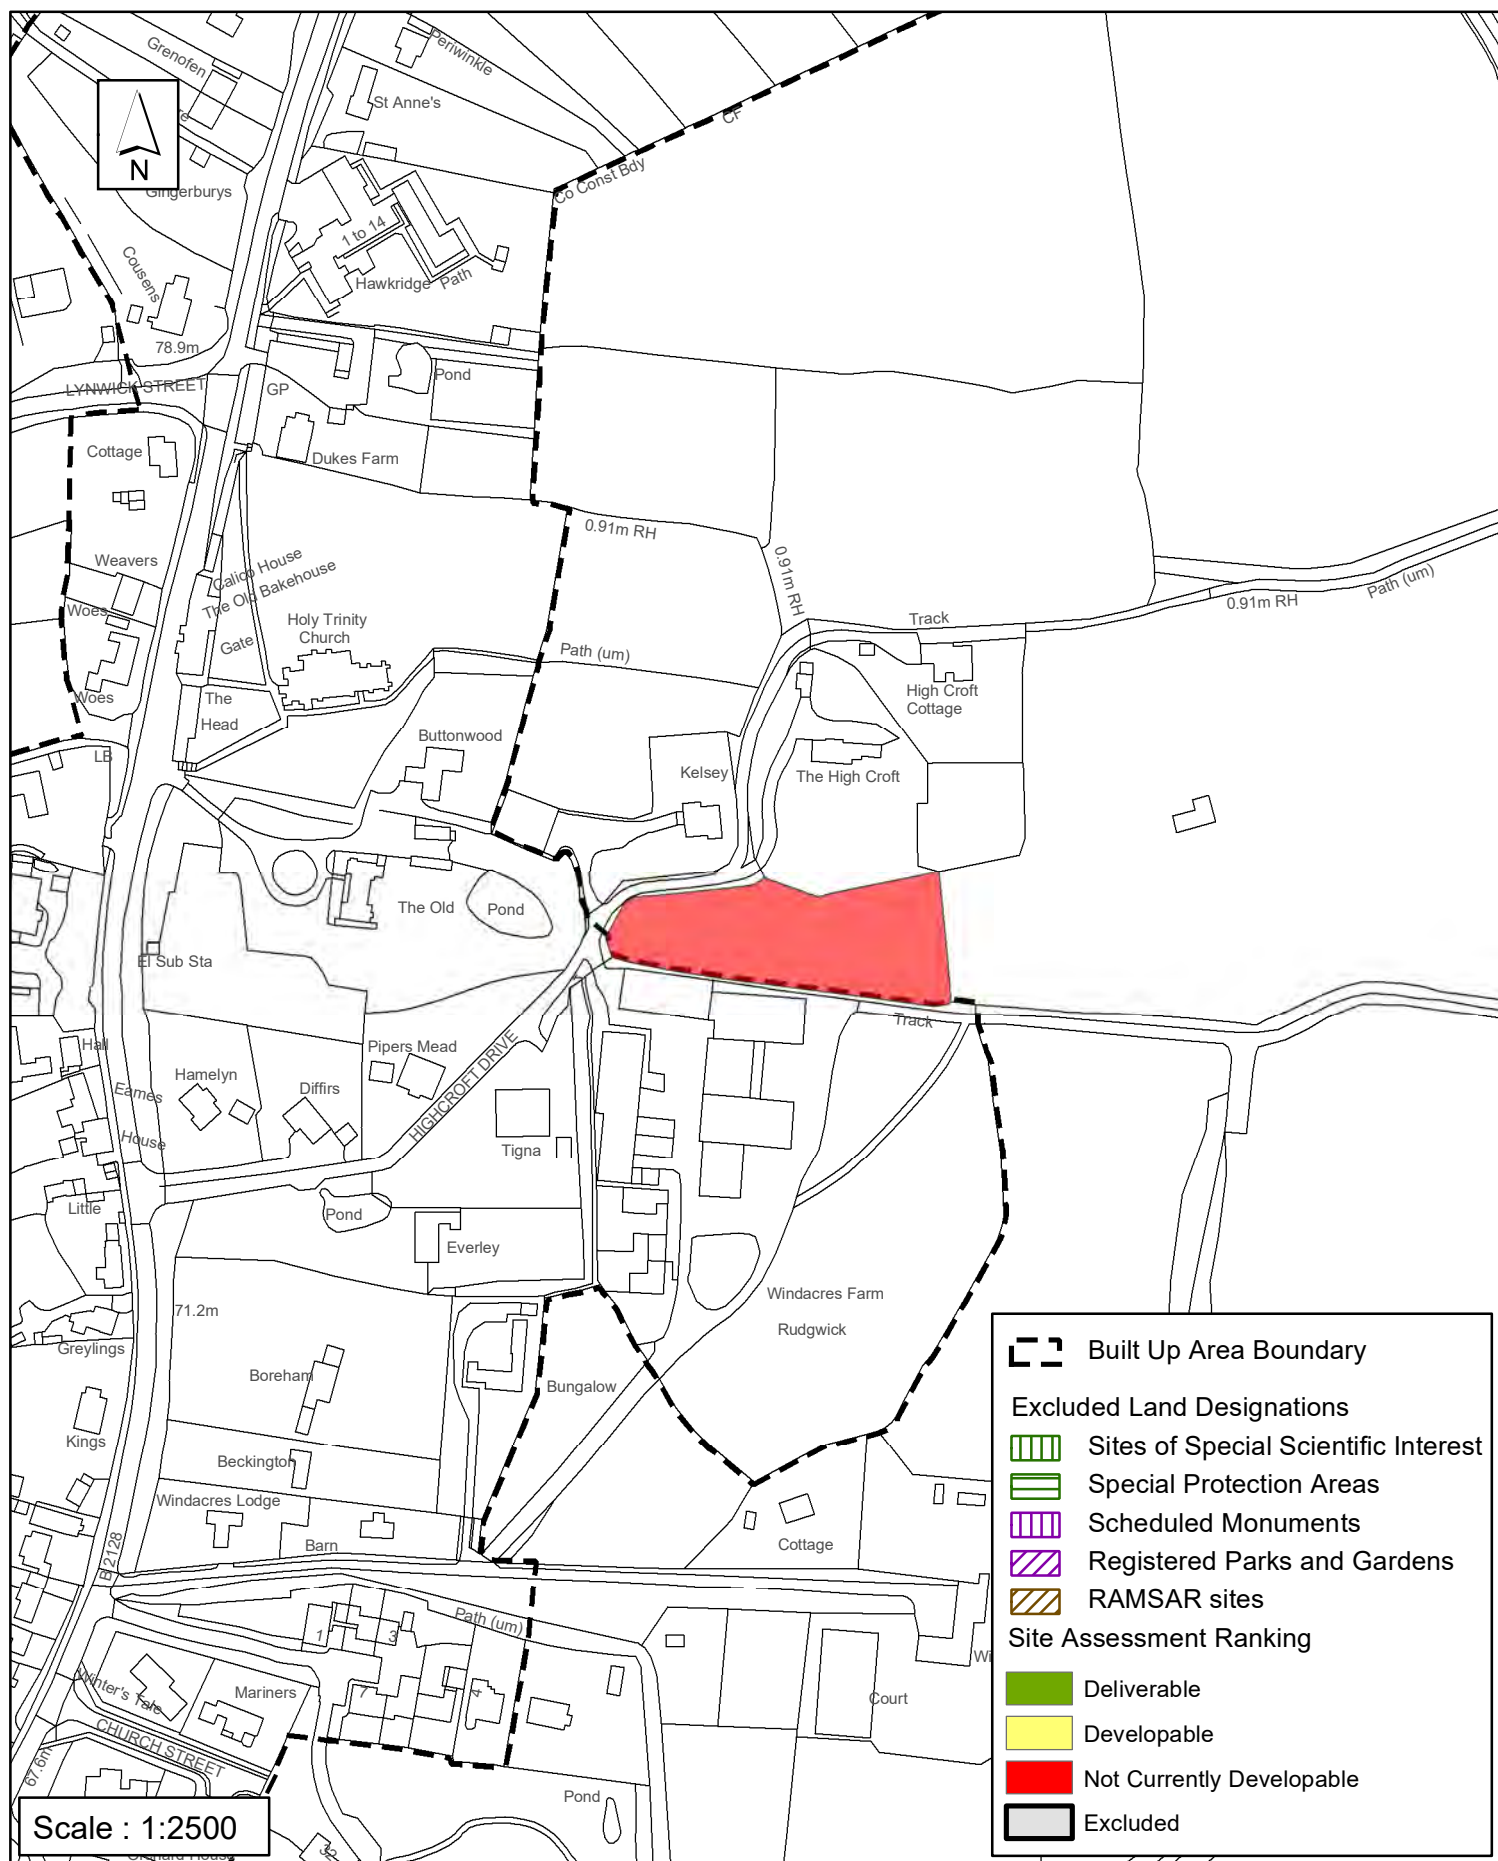 Grenofen
Periwinkle
St Anne's
N
Gingerburys
CF
Co Const Bdy
1 to 14
Hawkridge
Path
Cousens
78.9m
LYNWICK STREET
GP
Pond
Cottage
Dukes Farm
0.91m RH
0.91m RH
Weavers
Calico House
The Old Bakehouse
Woes
Gate
Holy Trinity
Church
Path (um)
Track
0.91m RH
Path (um)
Woes
The
Head
High Croft
Cottage
LB
Buttonwood
Kelsey
The High Croft
The Old
Pond
El Sub Sta
Track
Hall
Pipers Mead
HIGHCROFT DRIVE
Hamelyn
Diffirs
Eames
House
Tigna
Little
Pond
Everley
Windacres Farm
Rudgwick
71.2m
Greylings
Boreham
Bungalow
Kings
Beckington
Windacres Lodge
Barn
Cottage
B2128
Path (um)
1
3
7
4
Wi
Court
Winter's Tale
Mariners
CHURCH STREET
67.6m
Pond
32
Orchard House
Scale : 1:2500
Built Up Area Boundary
Excluded Land Designations
Sites of Special Scientific Interest
Special Protection Areas
Scheduled Monuments
Registered Parks and Gardens
RAMSAR sites
Site Assessment Ranking
Deliverable
Developable
Not Currently Developable
Excluded